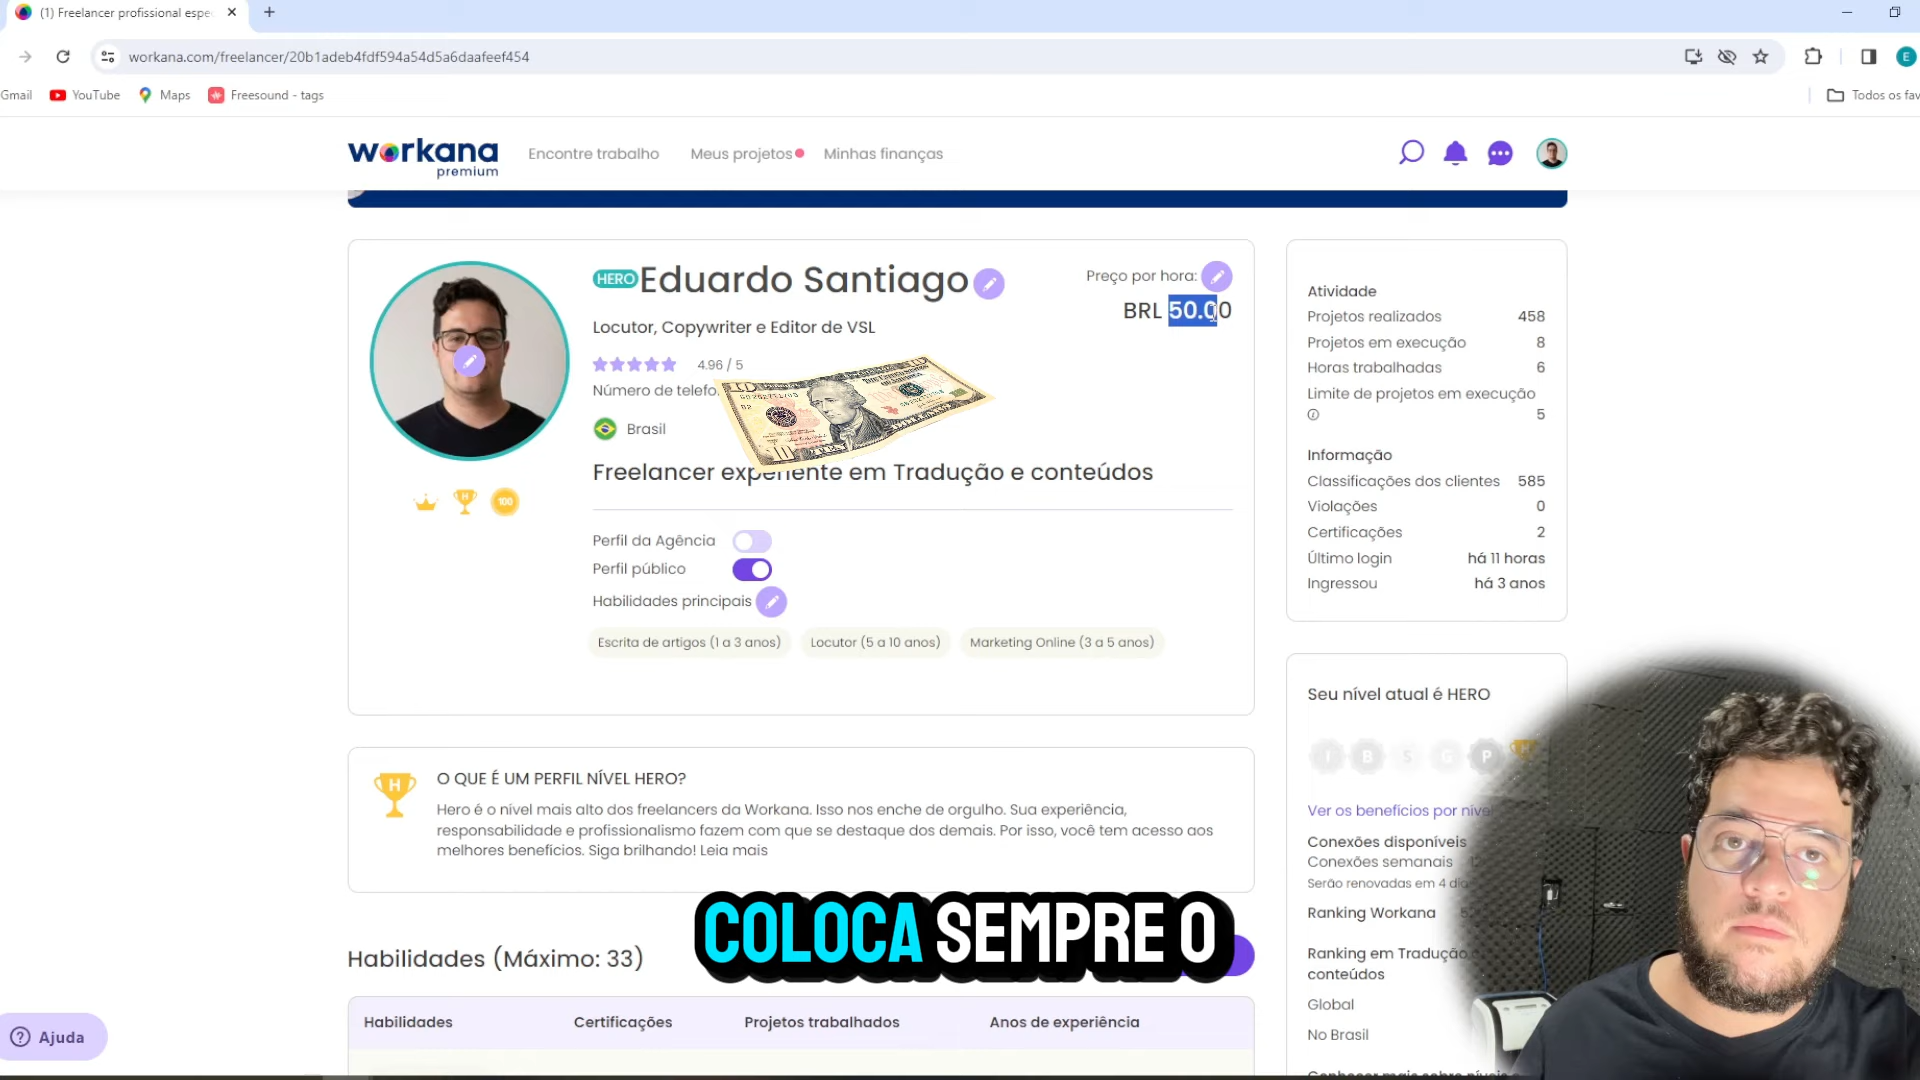 (1) Freelancer profissional espe
workana.com/freelancer/20b1adeb4fdf594a54d5a6daafeef454
E
Gmail
YouTube
Maps
Freesound - tags
Todos os fav
workana
premium
Encontre trabalho
Meus projetos
Minhas finanças
HERO
Eduardo Santiago
Preço por hora:
BRL 50.00
Locutor, Copywriter e Editor de VSL
4.96 / 5
Número de telefo
Brasil
Freelancer experiente em Tradução e conteúdos
100
Perfil da Agência
Perfil público
Habilidades principais
Escrita de artigos (1 a 3 anos)
Locutor (5 a 10 anos)
Marketing Online (3 a 5 anos)
Atividade
Projetos realizados 458
Projetos em execução 8
Horas trabalhadas 6
Limite de projetos em execução
5
Informação
Classificações dos clientes 585
Violações 0
Certificações 2
Último login há 11 horas
Ingressou há 3 anos
H
O QUE É UM PERFIL NÍVEL HERO?
Hero é o nível mais alto dos freelancers da Workana. Isso nos enche de orgulho. Sua experiência,
responsabilidade e profissionalismo fazem com que se destaque dos demais. Por isso, você tem acesso aos
melhores benefícios. Siga brilhando! Leia mais
Seu nível atual é HERO
I B S G P H
Ver os benefícios por níve
Conexões disponíveis
Conexões semanais
Serão renovadas em 4 dia
Ranking Workana
Ranking em Tradução
conteúdos
Global
No Brasil
COLOCA SEMPRE O
Habilidades (Máximo: 33)
Habilidades
Certificações
Projetos trabalhados
Anos de experiência
Ajuda